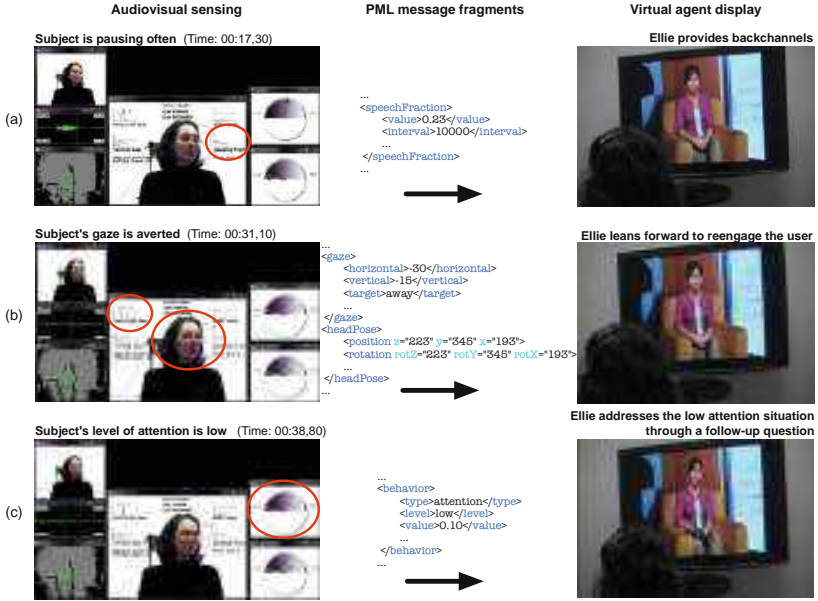 Audiovisual sensing
PML message fragments
Virtual agent display
Subject is pausing often (Time: 00:17,30)
Ellie provides backchannels
(a)
...
<speechFraction>
<value>0.23</value>
<interval>10000</interval>
...
</speechFraction>
...
Subject's gaze is averted (Time: 00:31,10)
Ellie leans forward to reengage the user
(b)
...
<gaze>
<horizontal>-30</horizontal>
<vertical>-15</vertical>
<target>away</target>
...
</gaze>
<headPose>
<position z="223" y="345" x="193">
<rotation rotZ="223" rotY="345" rotX="193">
...
</headPose>
...
Subject's level of attention is low (Time: 00:38,80)
Ellie addresses the low attention situation
through a follow-up question
(c)
...
<behavior>
<type>attention</type>
<level>low</level>
<value>0.10</value>
...
</behavior>
...